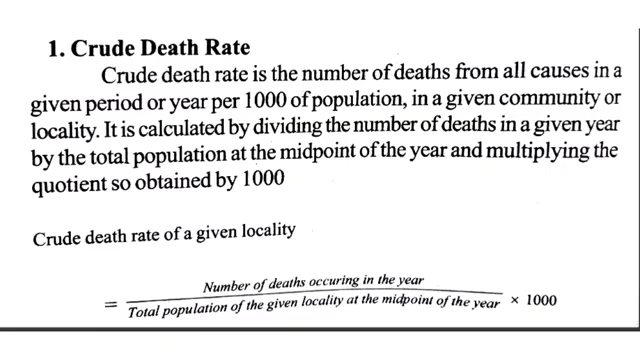 1. Crude Death Rate
Crude death rate is the number of deaths from all causes in a
given period or year per 1000 of population, in a given community or
locality. It is calculated by dividing the number of deaths in a given year
by the total population at the midpoint of the year and multiplying the
quotient so obtained by 1000
Crude death rate of a given locality
= Number of deaths occuring in the year
Total population of the given locality at the midpoint of the year × 1000